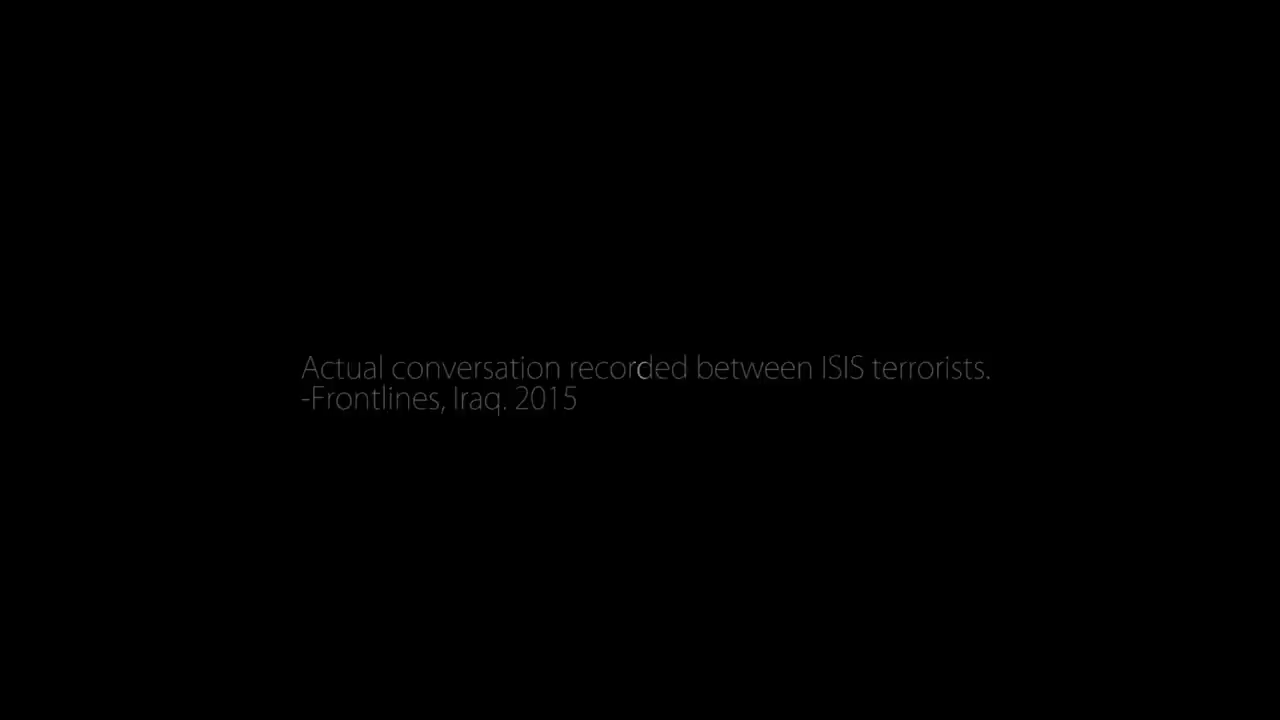 Actual conversation recorded between ISIS terrorists.
-Frontlines, Iraq. 2015